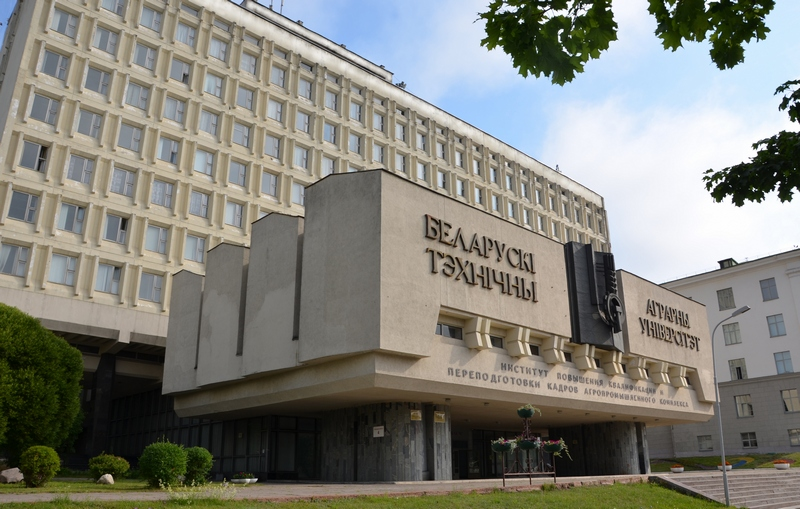 БЕЛАРУСКІ
ТЭХНІЧНЫ
АГРАРНЫ
УНІВЕРСІТЭТ
ИНСТИТУТ ПОВЫШЕНИЯ КВАЛИФИКАЦИИ И
ПЕРЕПОДГОТОВКИ КАДРОВ АГРОПРОМЫШЛЕННОГО КОМПЛЕКСА